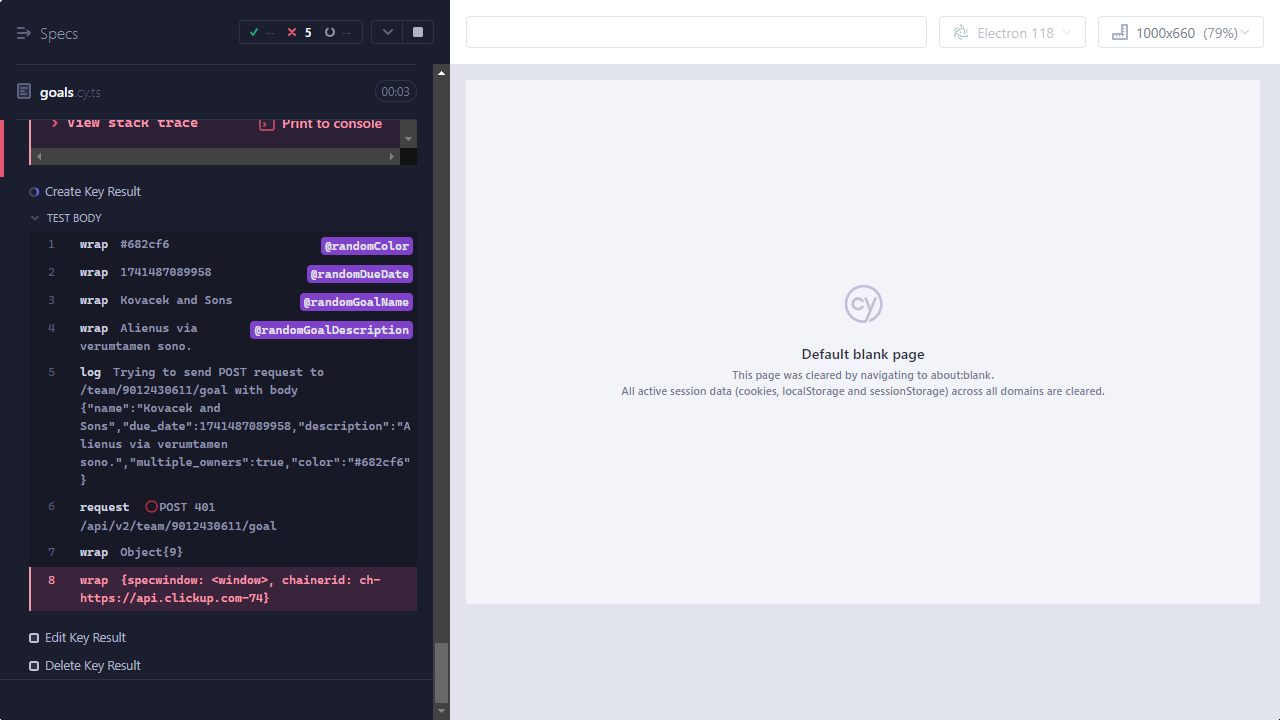 Specs
-- 5 --
Electron 118
1000x660 (79%)
goals.cy.ts
00:03
View stack trace
Print to console
Create Key Result
TEST BODY
1 wrap #682cf6 @randomColor
2 wrap 1741487089958 @randomDueDate
3 wrap Kovacek and Sons @randomGoalName
4 wrap Alienus via @randomGoalDescription
verumtamen sono.
5 log Trying to send POST request to
/team/9012430611/goal with body
{"name":"Kovacek and
Sons","due_date":1741487089958,"description":"A
lienus via verumtamen
sono.","multiple_owners":true,"color":"#682cf6"
}
6 request POST 401
/api/v2/team/9012430611/goal
7 wrap Object{9}
8 wrap {specwindow: <window>, chainerid: ch-
https://api.clickup.com-74}
Edit Key Result
Delete Key Result
cy
Default blank page
This page was cleared by navigating to about:blank.
All active session data (cookies, localStorage and sessionStorage) across all domains are cleared.